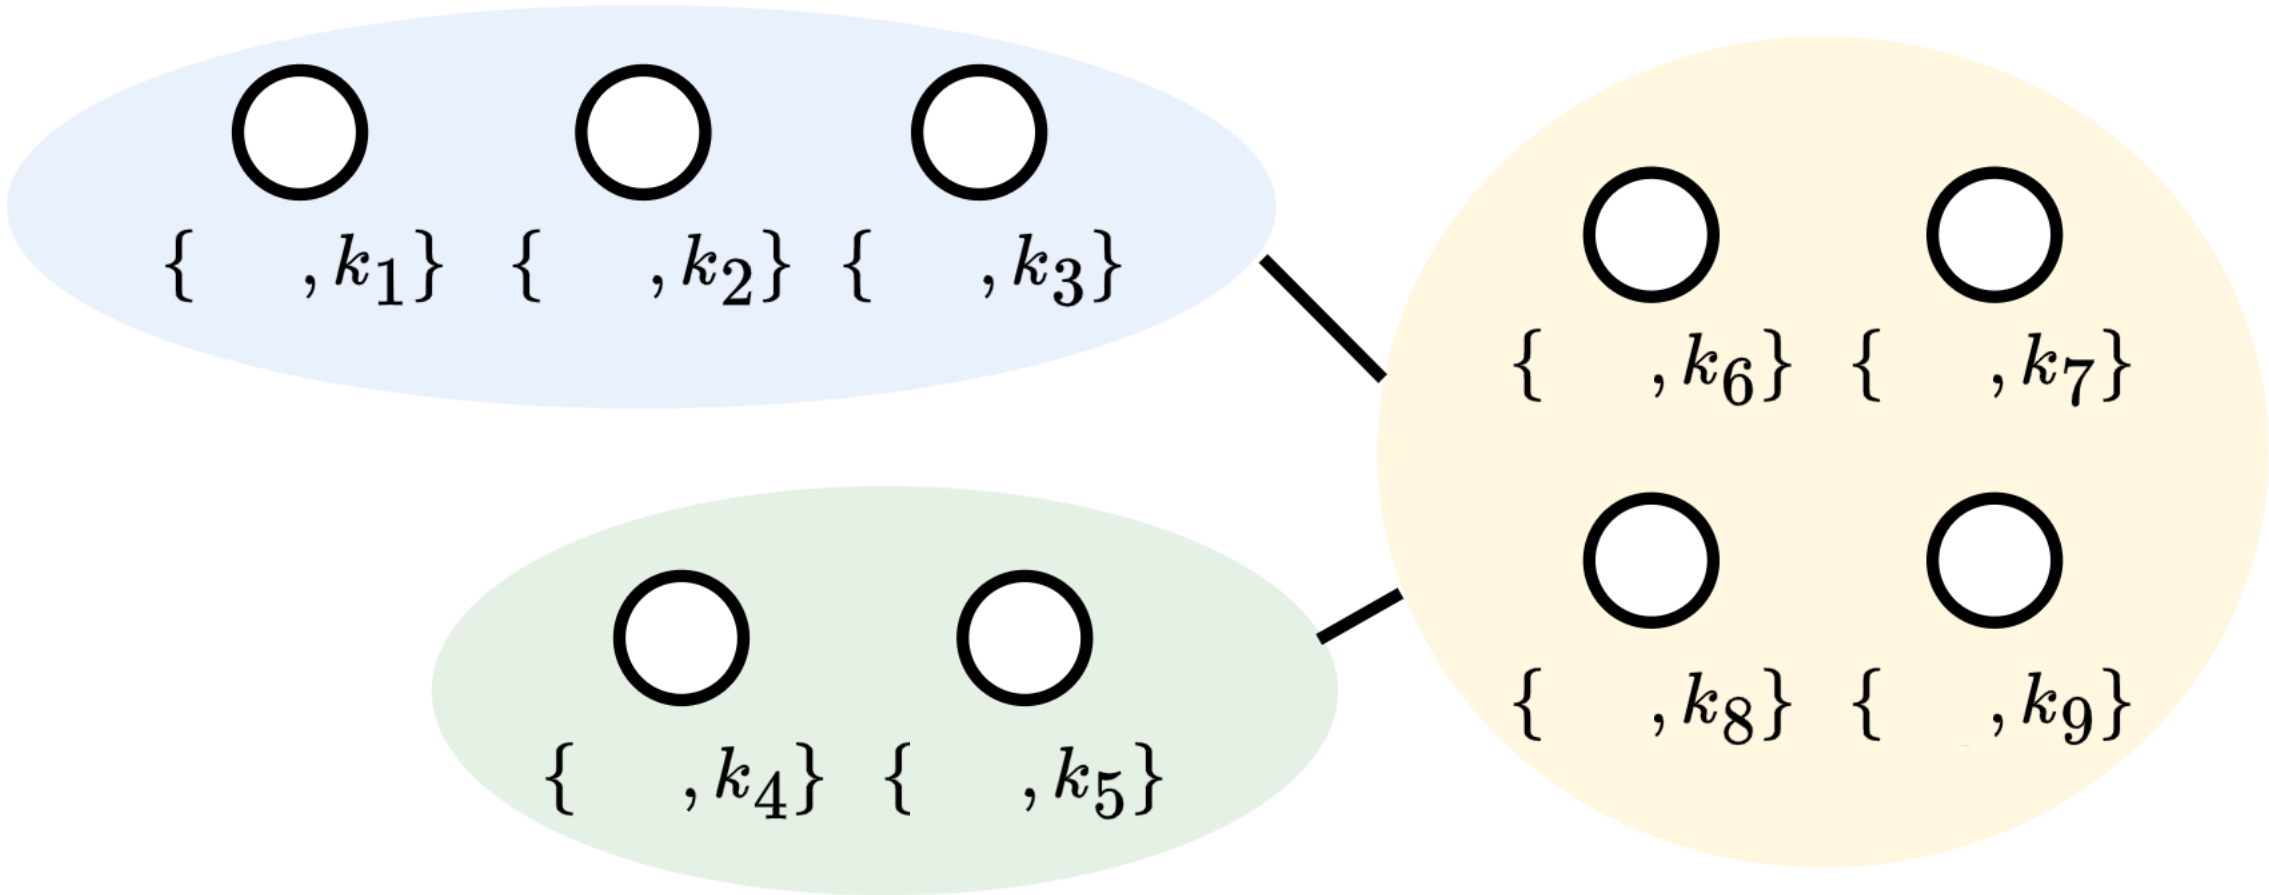 { , k₁} { , k₂} { , k₃}
{ , k₆} { , k₇}
{ , k₈} { , k₉}
{ , k₄} { , k₅}